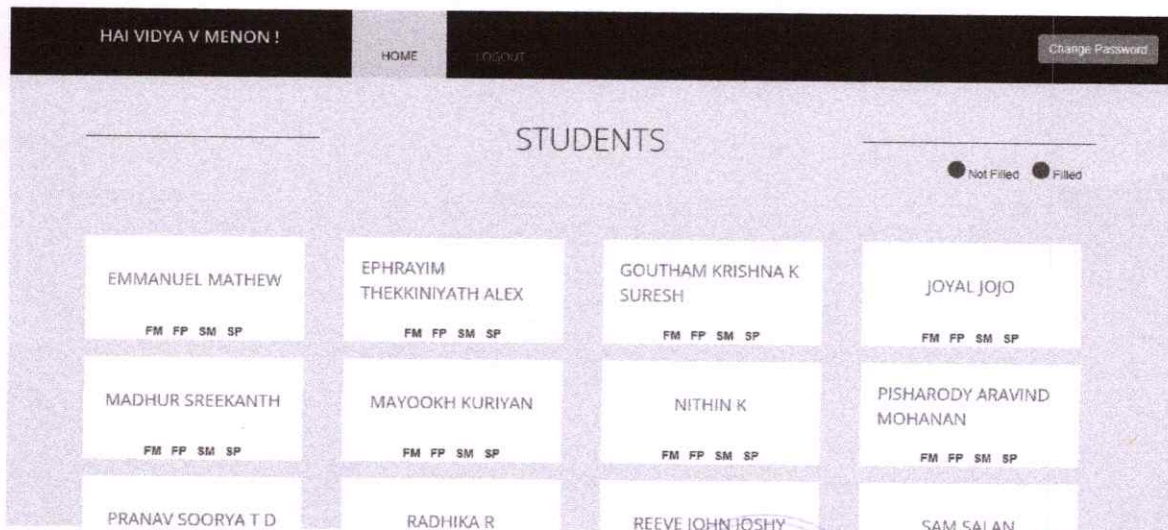 HAI VIDYA V MENON !
HOME
LOGOUT
Change Password
STUDENTS
Not Filled Filled
EMMANUEL MATHEW
FM FP SM SP
EPHRAYIM
THEKKINIYATH ALEX
FM FP SM SP
GOUTHAM KRISHNA K
SURESH
FM FP SM SP
JOYAL JOJO
FM FP SM SP
MADHUR SREEKANTH
FM FP SM SP
MAYOOKH KURIYAN
FM FP SM SP
NITHIN K
FM FP SM SP
PISHARODY ARAVIND
MOHANAN
FM FP SM SP
PRANAV SOORYA T D
RADHIKA R
REEVE JOHN JOSHY
SAM SALAN